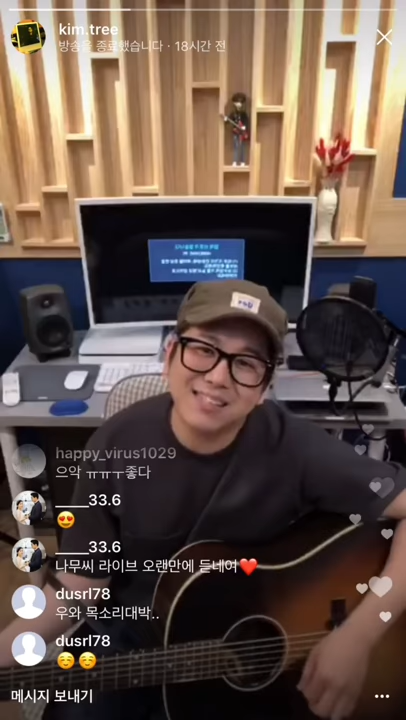 kim.tree
방송을 종료했습니다 · 18시간 전
happy_virus1029
으악 ㅠㅠㅜ좋다
____33.6
😍
____33.6
나무씨 라이브 오랜만에 듣네여❤️
dusrl78
우와 목소리대박..
dusrl78
☺️☺️
메시지 보내기